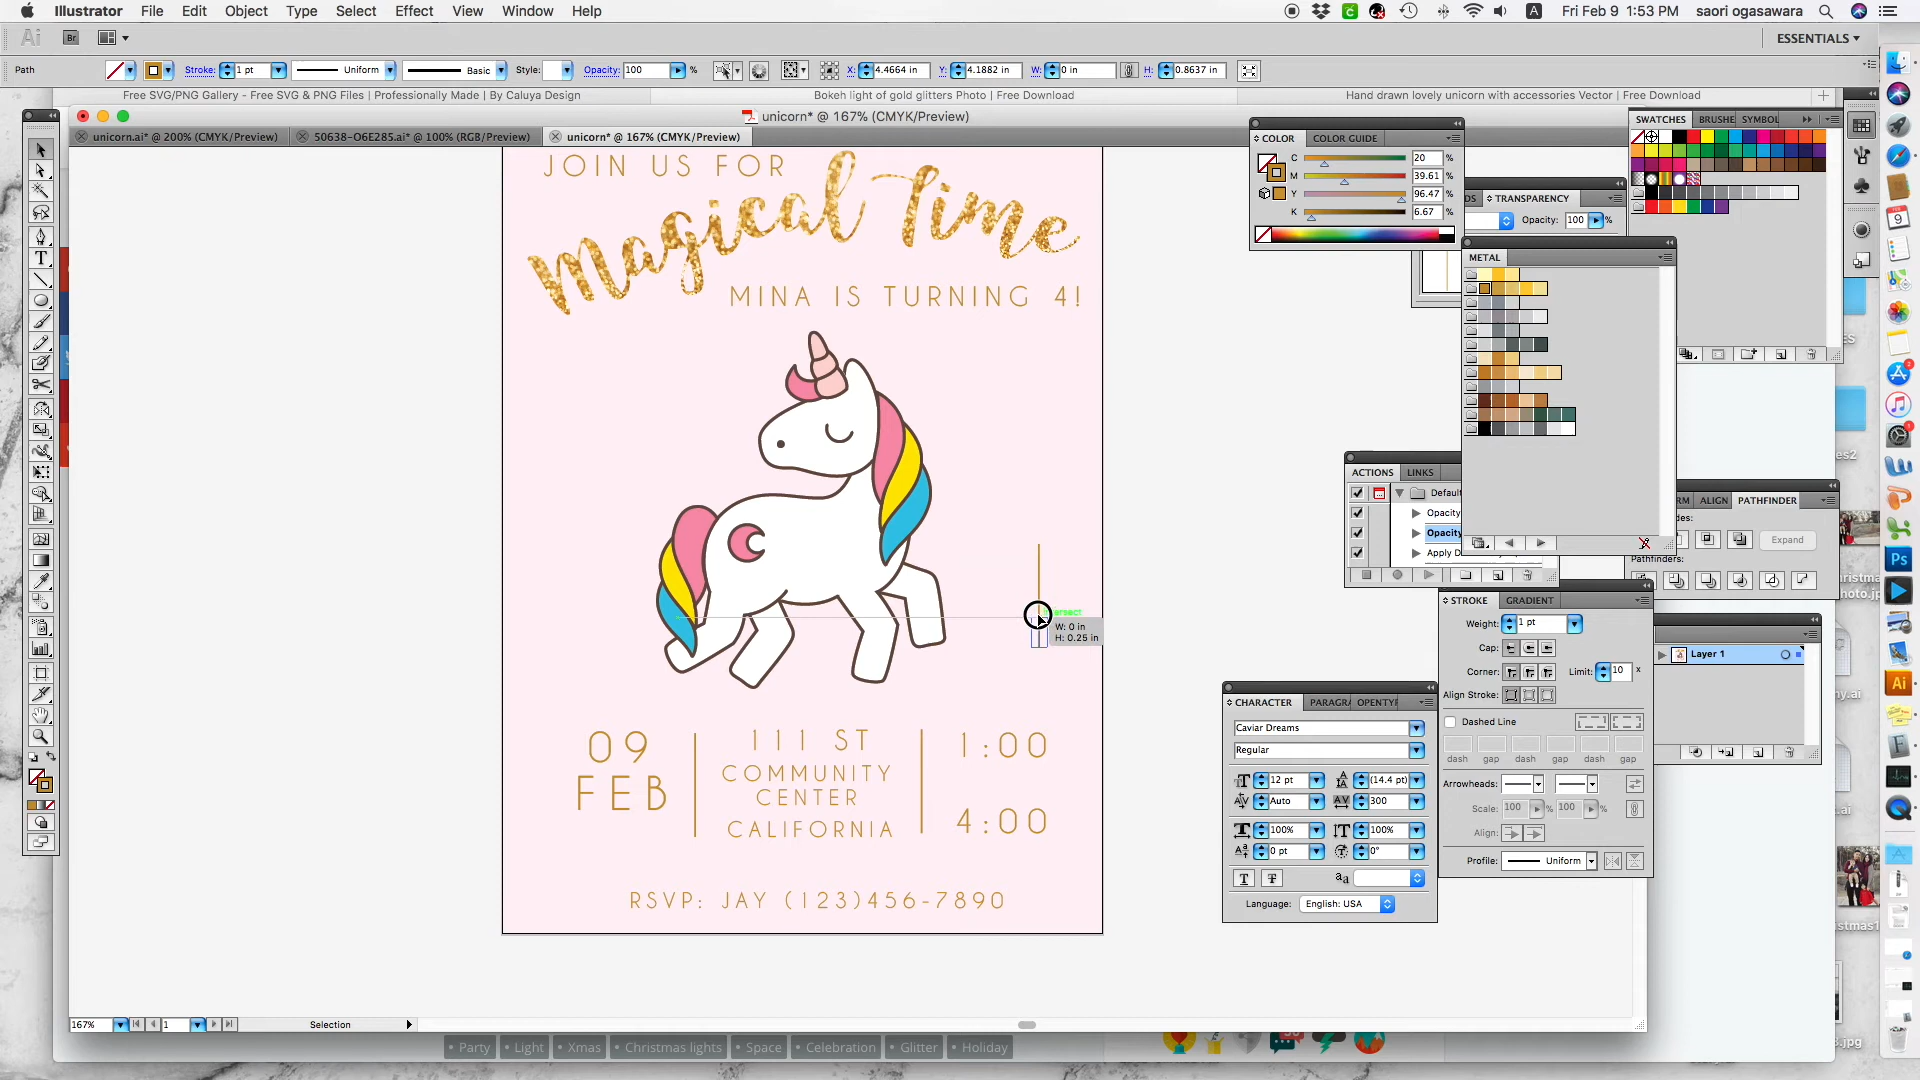 Illustrator File Edit Object Type Select Effect View Window Help
A Fri Feb 9 1:53 PM saori ogasawara
Ai Br ESSENTIALS
Path Stroke: 1 pt Uniform Basic Style: Opacity: 100 % X: 4.4664 in Y: 4.1882 in W: 0 in H: 0.8637 in
Free SVG/PNG Gallery - Free SVG & PNG Files | Professionally Made | By Caluya Design
Bokeh light of gold glitters Photo | Free Download
Hand drawn lovely unicorn with accessories Vector | Free Download
unicorn* @ 167% (CMYK/Preview)
unicorn.ai* @ 200% (CMYK/Preview)
50638-O6E285.ai* @ 100% (RGB/Preview)
unicorn* @ 167% (CMYK/Preview)
JOIN US FOR
Magical Time
MINA IS TURNING 4!
W: 0 in
H: 0.25 in
09
FEB
111 ST
COMMUNITY
CENTER
CALIFORNIA
1:00
4:00
RSVP: JAY (123)456-7890
COLOR COLOR GUIDE
C 20 %
M 39.61 %
Y 96.47 %
K 6.67 %
SWATCHES BRUSHE SYMBOL
TRANSPARENCY
Opacity: 100 %
METAL
ACTIONS LINKS
Default
Opacity
Opacity
Apply D
ALIGN PATHFINDER
Expand
Pathfinders:
STROKE GRADIENT
Weight: 1 pt
Cap:
Corner: Limit: 10 x
Align Stroke:
Dashed Line
dash gap dash gap dash gap
Arrowheads:
Scale: 100 % 100 %
Align:
Profile: Uniform
Layer 1
CHARACTER PARAGRA OPENTYP
Caviar Dreams
Regular
12 pt (14.4 pt)
Auto 300
100% 100%
0 pt 0°
Language: English: USA
167% 1 Selection
Party Light Xmas Christmas lights Space Celebration Glitter Holiday